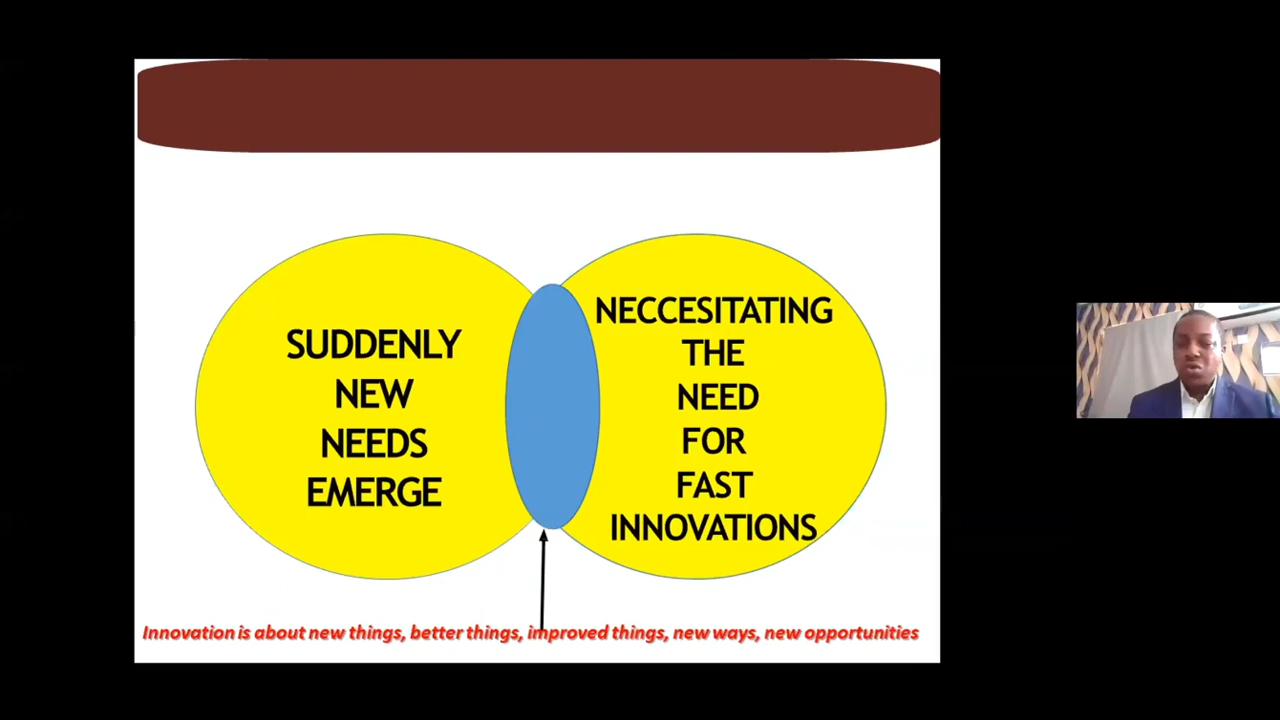 SUDDENLY
NEW
NEEDS
EMERGE
NECCESITATING
THE
NEED
FOR
FAST
INNOVATIONS
Innovation is about new things, better things, improved things, new ways, new opportunities